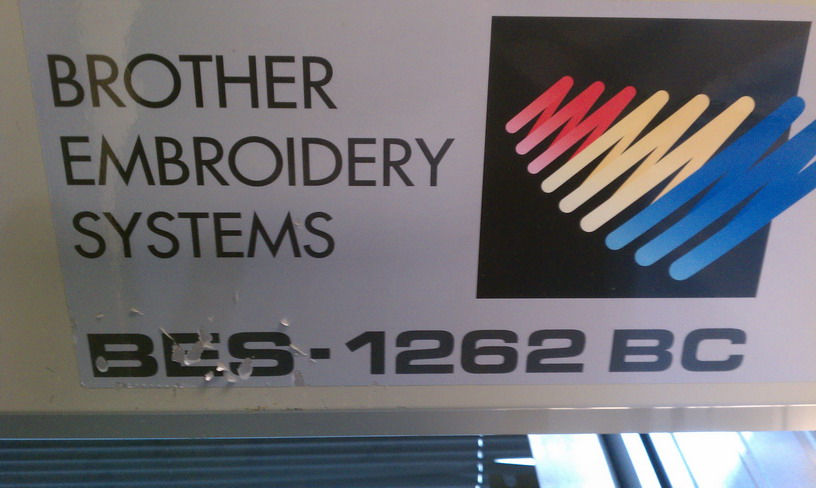 BROTHER
EMBROIDERY
SYSTEMS
BES-1262 BC